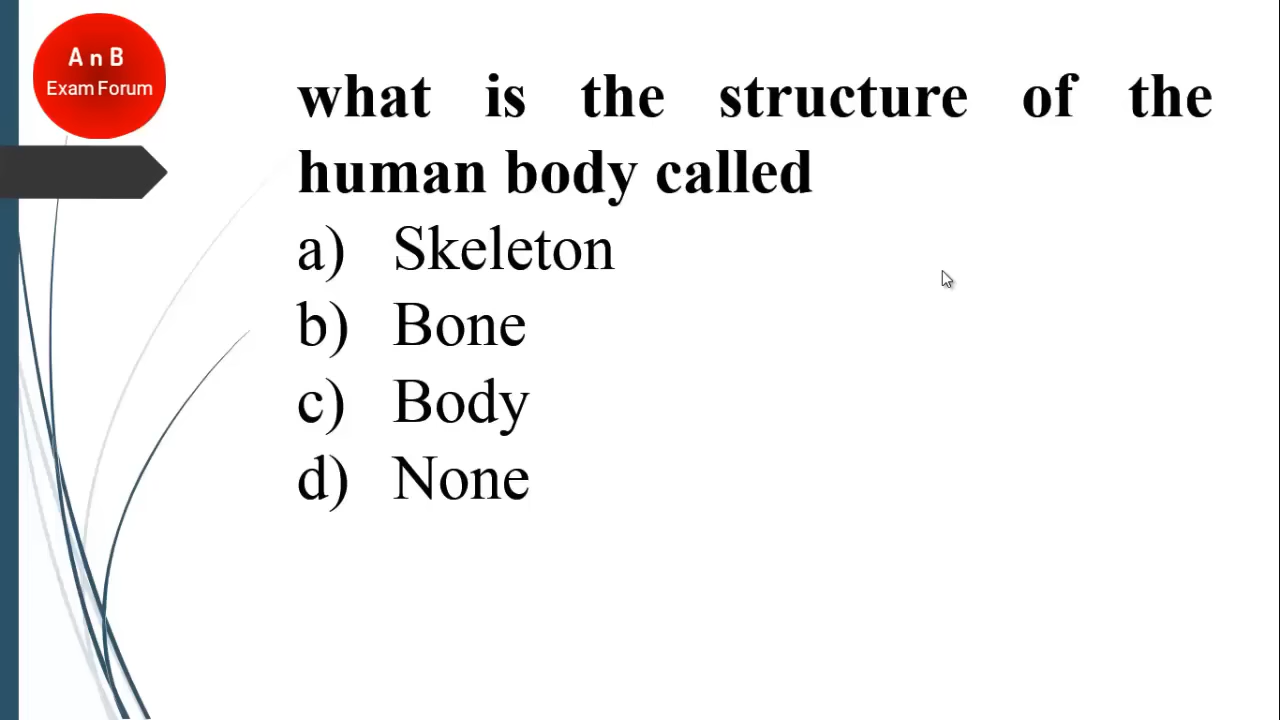 A n B
Exam Forum
what is the structure of the
human body called
a) Skeleton
b) Bone
c) Body
d) None